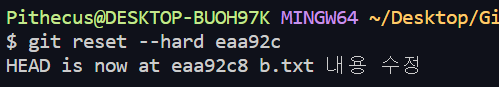 Pithecus@DESKTOP-BUOH97K MINGW64 ~/Desktop/Gi
$ git reset --hard eaa92c
HEAD is now at eaa92c8 b.txt 내용 수정